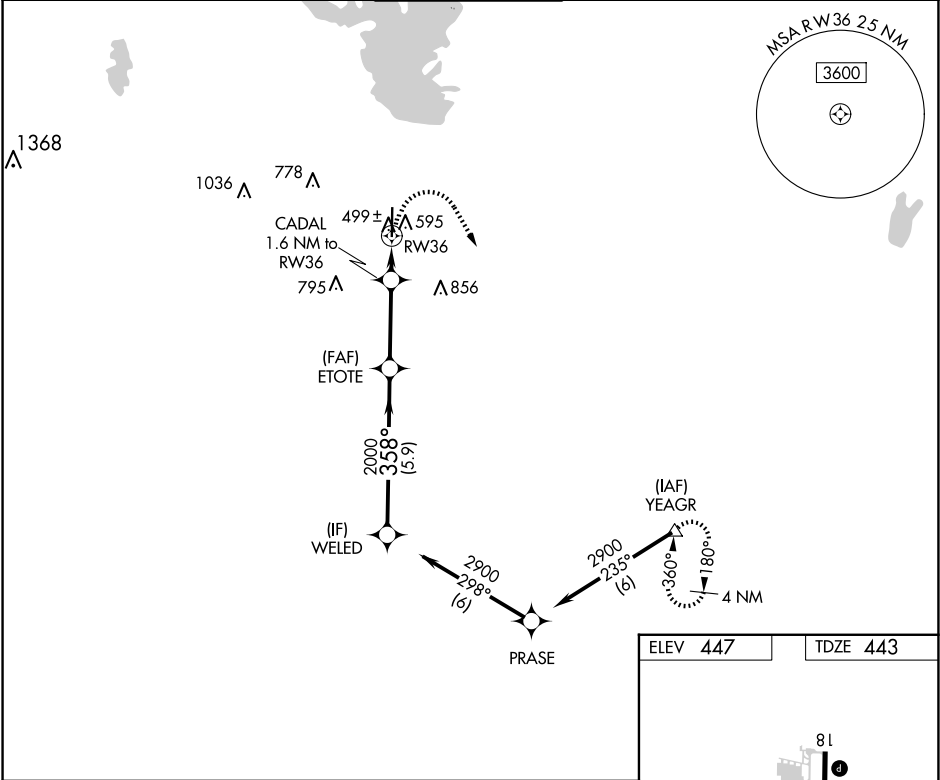 MSA RW36 25 NM
3600
1368
1036
778
499±
595
RW36
CADAL
1.6 NM to
RW36
795
856
(FAF)
ETOTE
2000
358°
(5.9)
(IF)
WELED
(IAF)
YEAGR
2900
235°
(6)
360°
180°
4 NM
2900
298°
(6)
PRASE
ELEV 447
TDZE 443
18
P